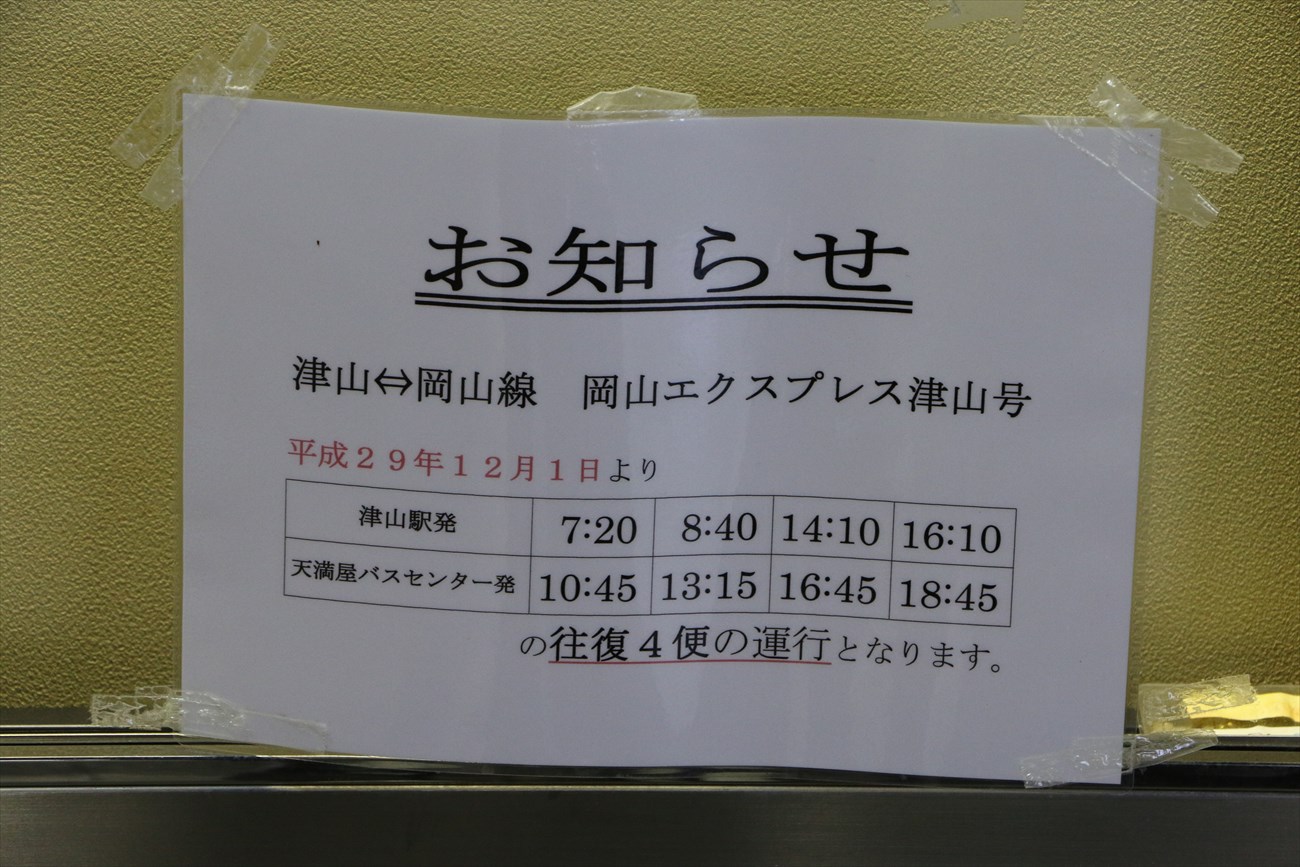 お知らせ
津山⇔岡山線　岡山エクスプレス津山号
平成２９年１２月１日より
津山駅発 7:20 8:40 14:10 16:10
天満屋バスセンター発 10:45 13:15 16:45 18:45
の往復４便の運行となります。